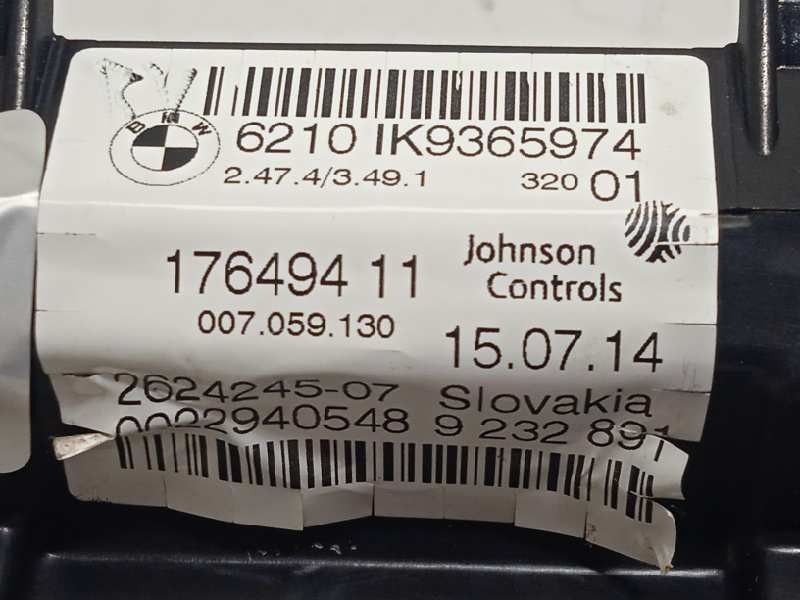 BMW
6210 IK9365974
2.47.4/3.49.1 320 01
176494 11 Johnson Controls
007.059.130 15.07.14
2624245-07 Slovakia
0022940548 9 232 891